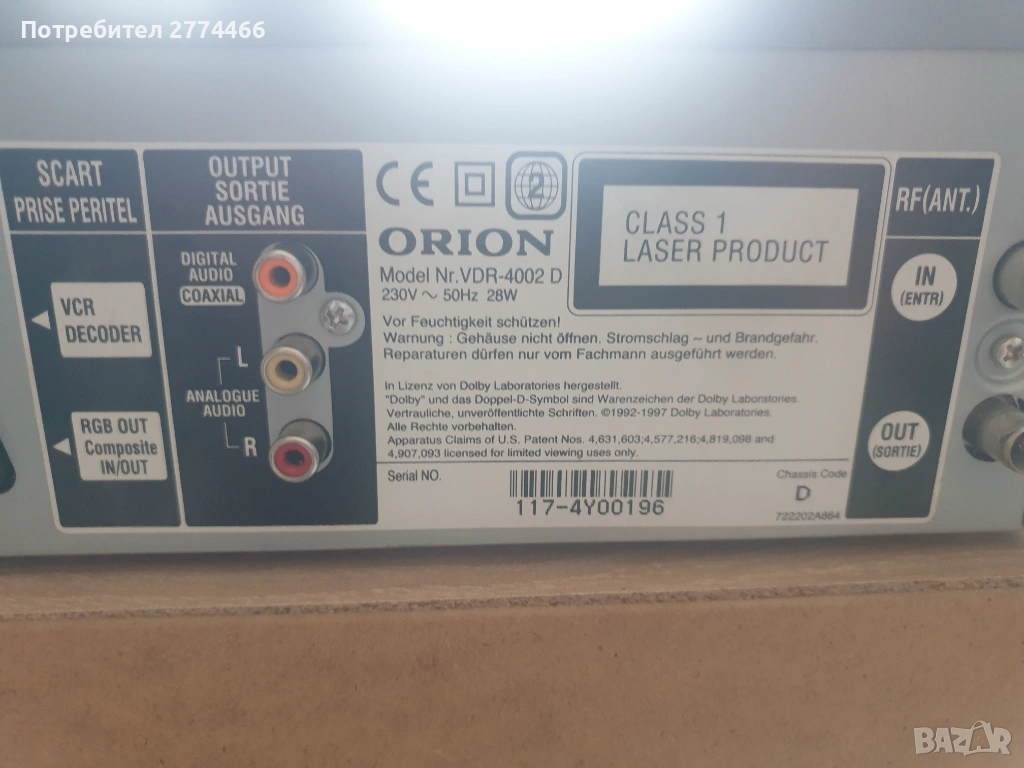 Потребител 2774466
SCART
PRISE PERITEL
VCR
DECODER
RGB OUT
Composite
IN/OUT
OUTPUT
SORTIE
AUSGANG
DIGITAL
AUDIO
COAXIAL
L
ANALOGUE
AUDIO
R
CE
2
ORION
Model Nr.VDR-4002 D
230V ~ 50Hz 28W
CLASS 1
LASER PRODUCT
Vor Feuchtigkeit schützen!
Warnung : Gehäuse nicht öffnen. Stromschlag ~ und Brandgefahr.
Reparaturen dürfen nur vom Fachmann ausgeführt werden.
In Lizenz von Dolby Laboratories hergestellt.
"Dolby" und das Doppel-D-Symbol sind Warenzeichen der Dolby Laboratories.
Vertrauliche, unveröffentlichte Schriften. ©1992-1997 Dolby Laboratories.
Alle Rechte vorbehalten.
Apparatus Claims of U.S. Patent Nos. 4,631,603;4,577,216;4,819,098 and
4,907,093 licensed for limited viewing uses only.
Serial NO.
117-4Y00196
Chassis Code
D
722202A864
RF(ANT.)
IN
(ENTR)
OUT
(SORTIE)
BAZAR